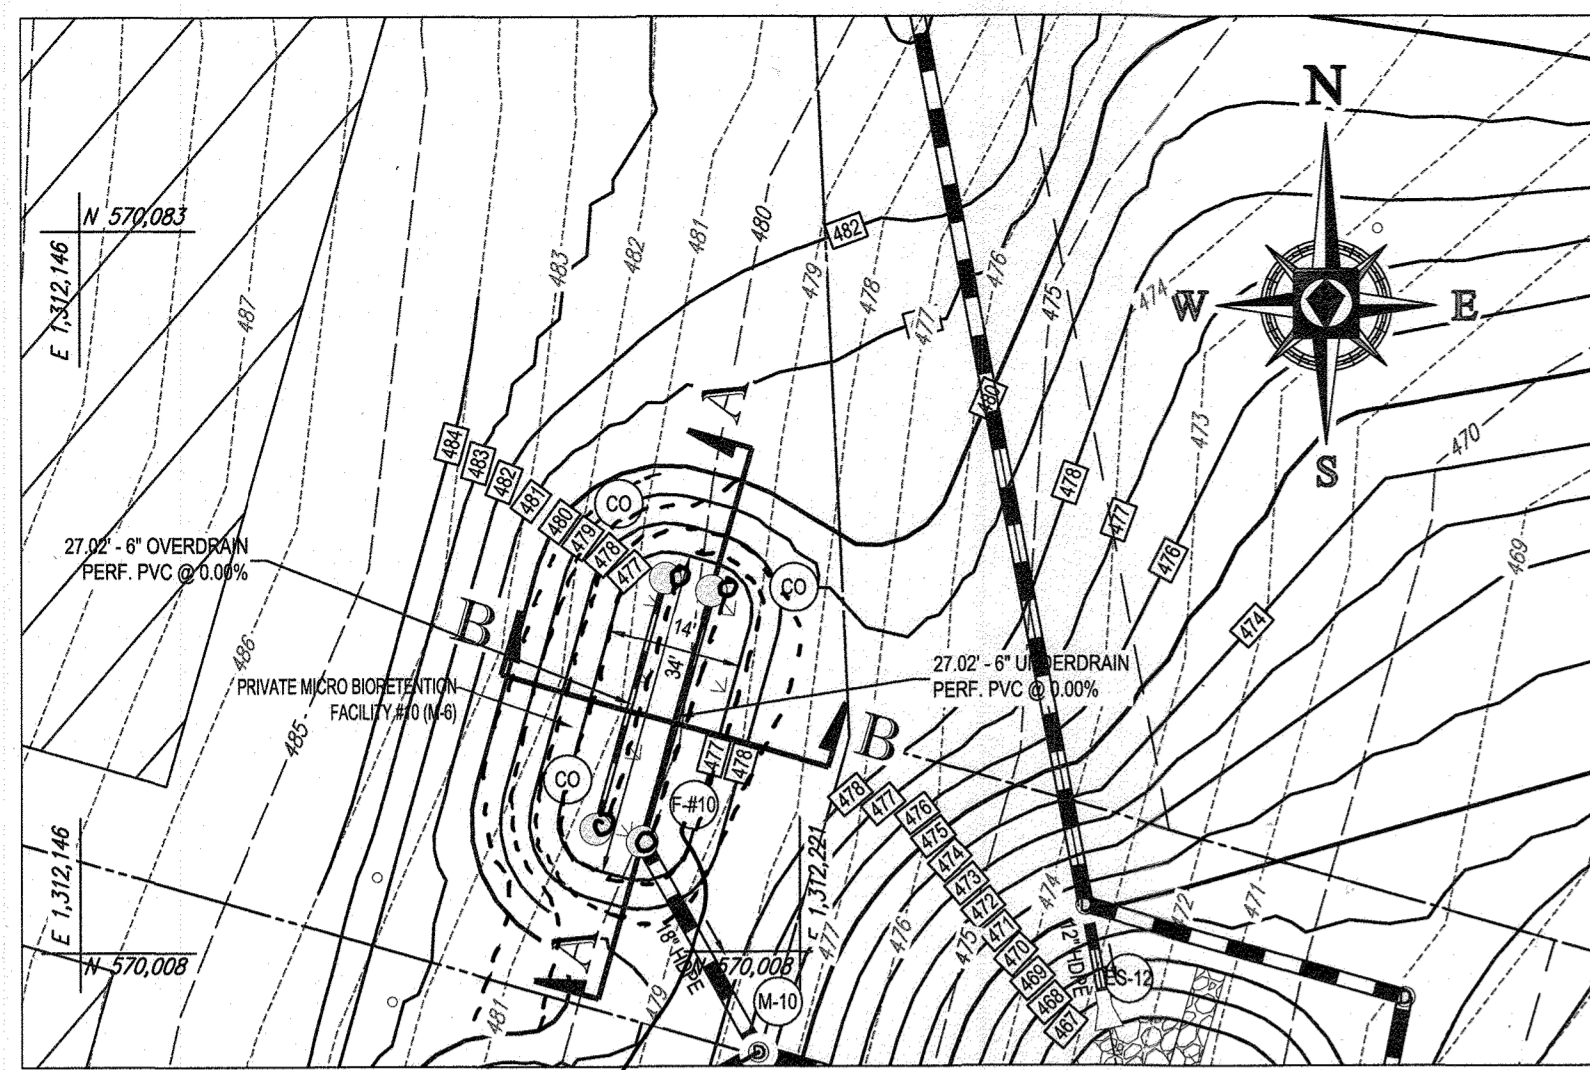 N
W
E
S
N 570,083
E 1,312,146
487
483
482
481
480
479
478
477
476
475
474
473
470
469
482
480
478
477
476
474
A
484
483
482
481
480
479
478
477
CO
CO
27.02' - 6" OVERDRAIN
PERF. PVC @ 0.00%
B
14'
34'
27.02' - 6" UNDERDRAIN
PERF. PVC @ 0.00%
486
PRIVATE MICRO BIORETENTION
FACILITY #10 (M-6)
485
B
477
478
CO
F-#10
478
477
476
475
474
473
472
471
470
469
468
467
E 1,312,146
N 570,008
E 1,312,221
N 570,008
477
476
475
474
472
471
A
18" HDPE
12" HDPE
ES-12
M-10
481
479